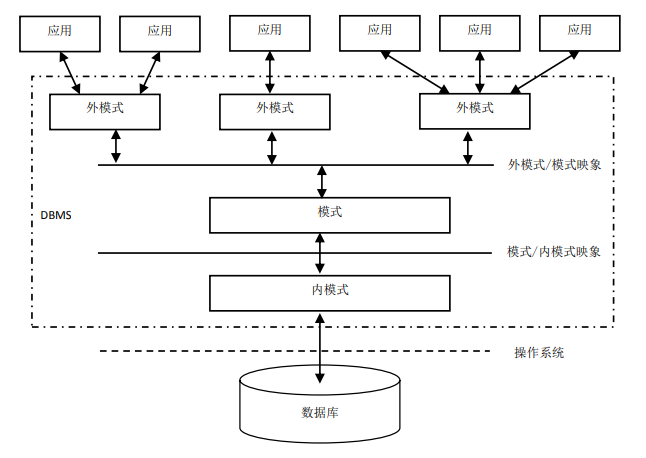 应用
应用
应用
应用
应用
应用
外模式
外模式
外模式
外模式/模式映象
DBMS
模式
模式/内模式映象
内模式
操作系统
数据库